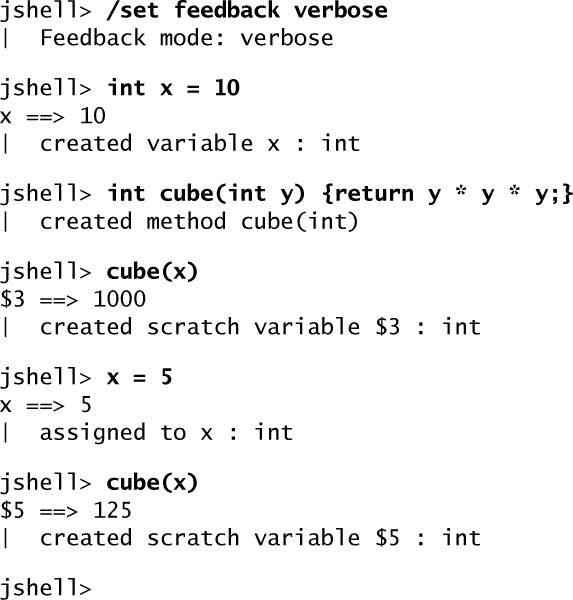 jshell> /set feedback verbose
|  Feedback mode: verbose
jshell> int x = 10
x ==> 10
|  created variable x : int
jshell> int cube(int y) {return y * y * y;}
|  created method cube(int)
jshell> cube(x)
$3 ==> 1000
|  created scratch variable $3 : int
jshell> x = 5
x ==> 5
|  assigned to x : int
jshell> cube(x)
$5 ==> 125
|  created scratch variable $5 : int
jshell>